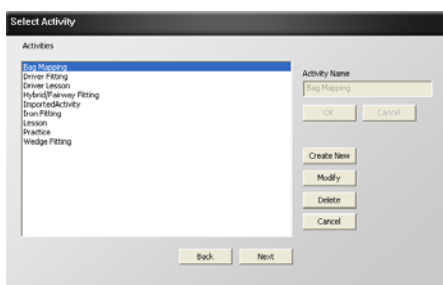 Select Activity
Activities
Bag Mapping
Driver Fitting
Driver Lesson
Hybrid/Fairway Fitting
ImportedActivity
Iron Fitting
Lesson
Practice
Wedge Fitting
Activity Name
Bag Mapping
OK Cancel
Create New
Modify
Delete
Cancel
Back Next